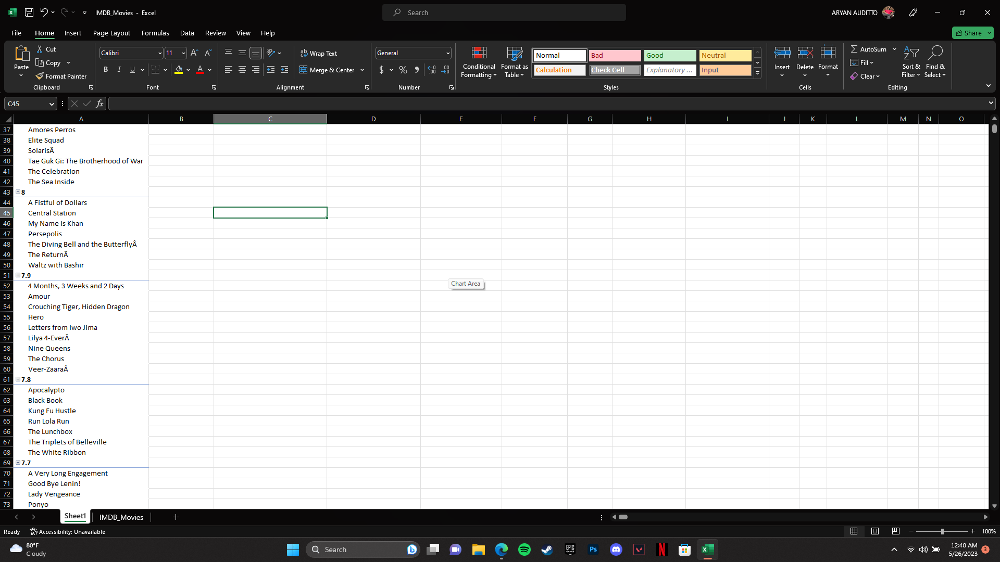 IMDB_Movies - Excel
Search
ARYAN AUDITTO
File Home Insert Page Layout Formulas Data Review View Help
Share
Paste
Cut
Copy
Format Painter
Clipboard
Calibri 11
B I U
Font
Wrap Text
Merge & Center
Alignment
General
$ % ,
Number
Conditional Formatting
Format as Table
Normal Bad Good Neutral
Calculation Check Cell Explanatory ... Input
Styles
Insert Delete Format
Cells
AutoSum
Fill
Clear
Sort & Filter
Find & Select
Editing
C45
fx
A B C D E F G H I J K L M N O
37 Amores Perros
38 Elite Squad
39 SolarisÂ
40 Tae Guk Gi: The Brotherhood of War
41 The Celebration
42 The Sea Inside
43 8
44 A Fistful of Dollars
45 Central Station
46 My Name Is Khan
47 Persepolis
48 The Diving Bell and the ButterflyÂ
49 The ReturnÂ
50 Waltz with Bashir
51 7.9
52 4 Months, 3 Weeks and 2 Days
Chart Area
53 Amour
54 Crouching Tiger, Hidden Dragon
55 Hero
56 Letters from Iwo Jima
57 Lilya 4-EverÂ
58 Nine Queens
59 The Chorus
60 Veer-ZaaraÂ
61 7.8
62 Apocalypto
63 Black Book
64 Kung Fu Hustle
65 Run Lola Run
66 The Lunchbox
67 The Triplets of Belleville
68 The White Ribbon
69 7.7
70 A Very Long Engagement
71 Good Bye Lenin!
72 Lady Vengeance
73 Ponyo
Sheet1 IMDB_Movies
Ready Accessibility: Unavailable
100%
80°F
Cloudy
Search
EPIC GAMES
Ps
12:40 AM
5/26/2023
3